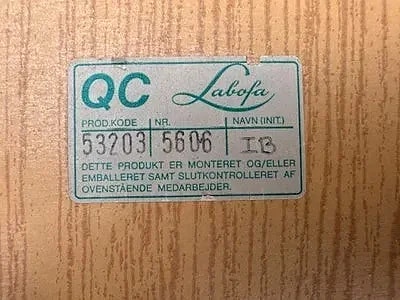 QC Labofa
PROD.KODE NR. NAVN (INIT.)
53203 5606 IB
DETTE PRODUKT ER MONTERET OG/ELLER
EMBALLERET SAMT SLUTKONTROLLERET AF
OVENSTÅENDE MEDARBEJDER.